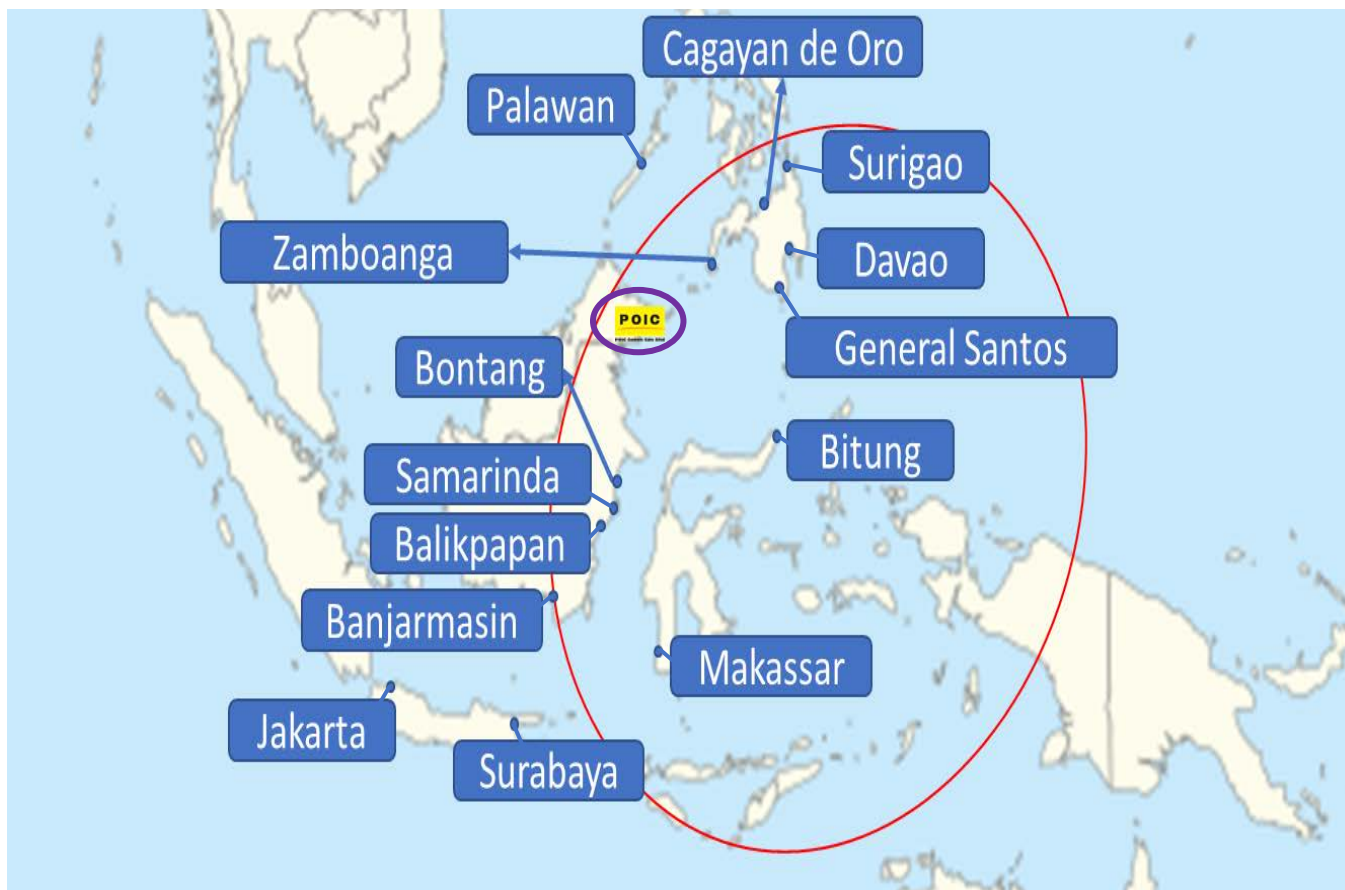 Cagayan de Oro
Palawan
Surigao
Zamboanga
Davao
POIC
General Santos
Bontang
Bitung
Samarinda
Balikpapan
Banjarmasin
Makassar
Jakarta
Surabaya